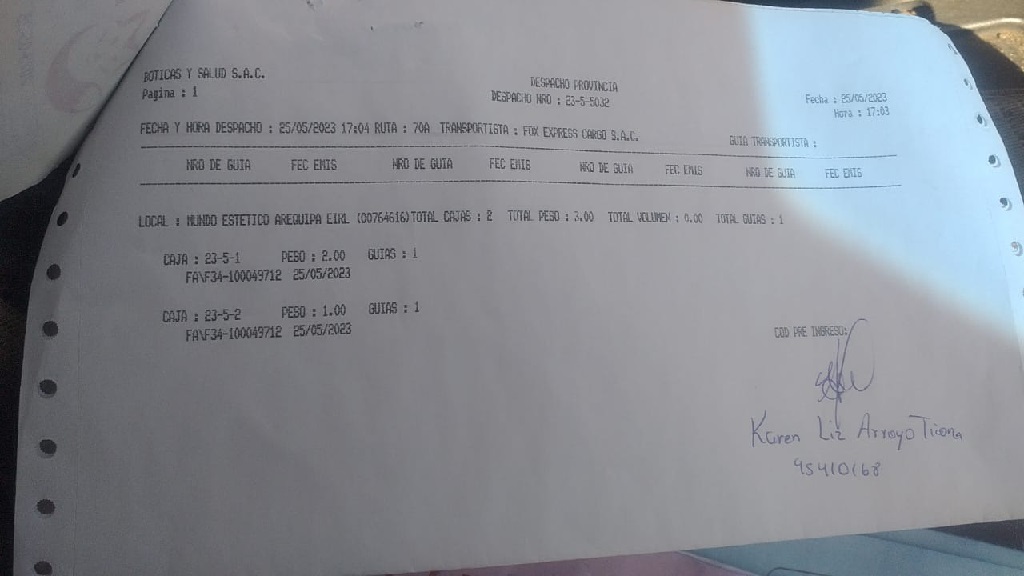 BOTICAS Y SALUD S.A.C.
Pagina : 1
DESPACHO PROVINCIA
DESPACHO NRO : 23-5-5032
Fecha : 25/05/2023
Hora : 17:03
FECHA Y HORA DESPACHO : 25/05/2023 17:04 RUTA : 70A TRANSPORTISTA : FOX EXPRESS CARGO S.A.C. GUIA TRANSPORTISTA :
NRO DE GUIA FEC EMIS NRO DE GUIA FEC EMIS NRO DE GUIA FEC EMIS NRO DE GUIA FEC EMIS
LOCAL : MUNDO ESTETICO AREQUIPA EIRL (00764616)TOTAL CAJAS : 2 TOTAL PESO : 3.00 TOTAL VOLUMEN : 0.00 TOTAL GUIAS : 1
CAJA : 23-5-1 PESO : 2.00 GUIAS : 1
FA\F34-100049712 25/05/2023
CAJA : 23-5-2 PESO : 1.00 GUIAS : 1
FA\F34-100049712 25/05/2023
COD PRE INGRESO:
Karen Liz Arroyo Ticona
45410168